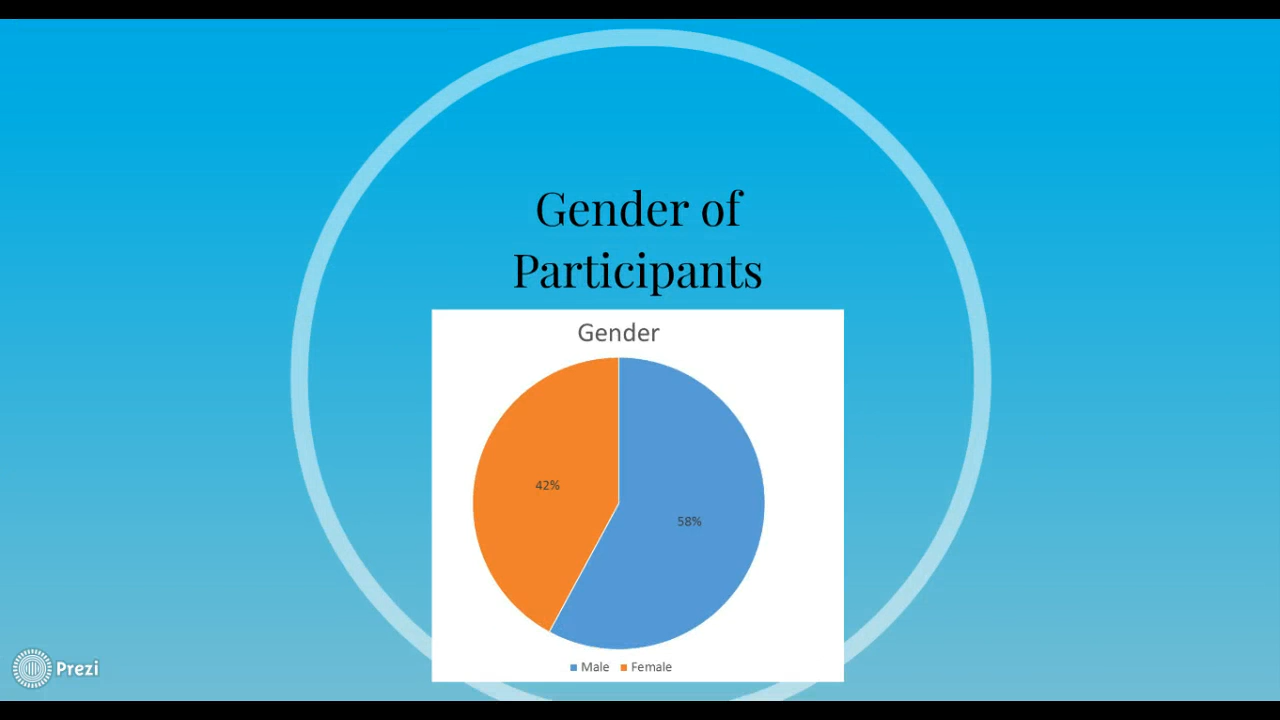 Gender of
Participants
Gender
42%
58%
Male Female
Prezi